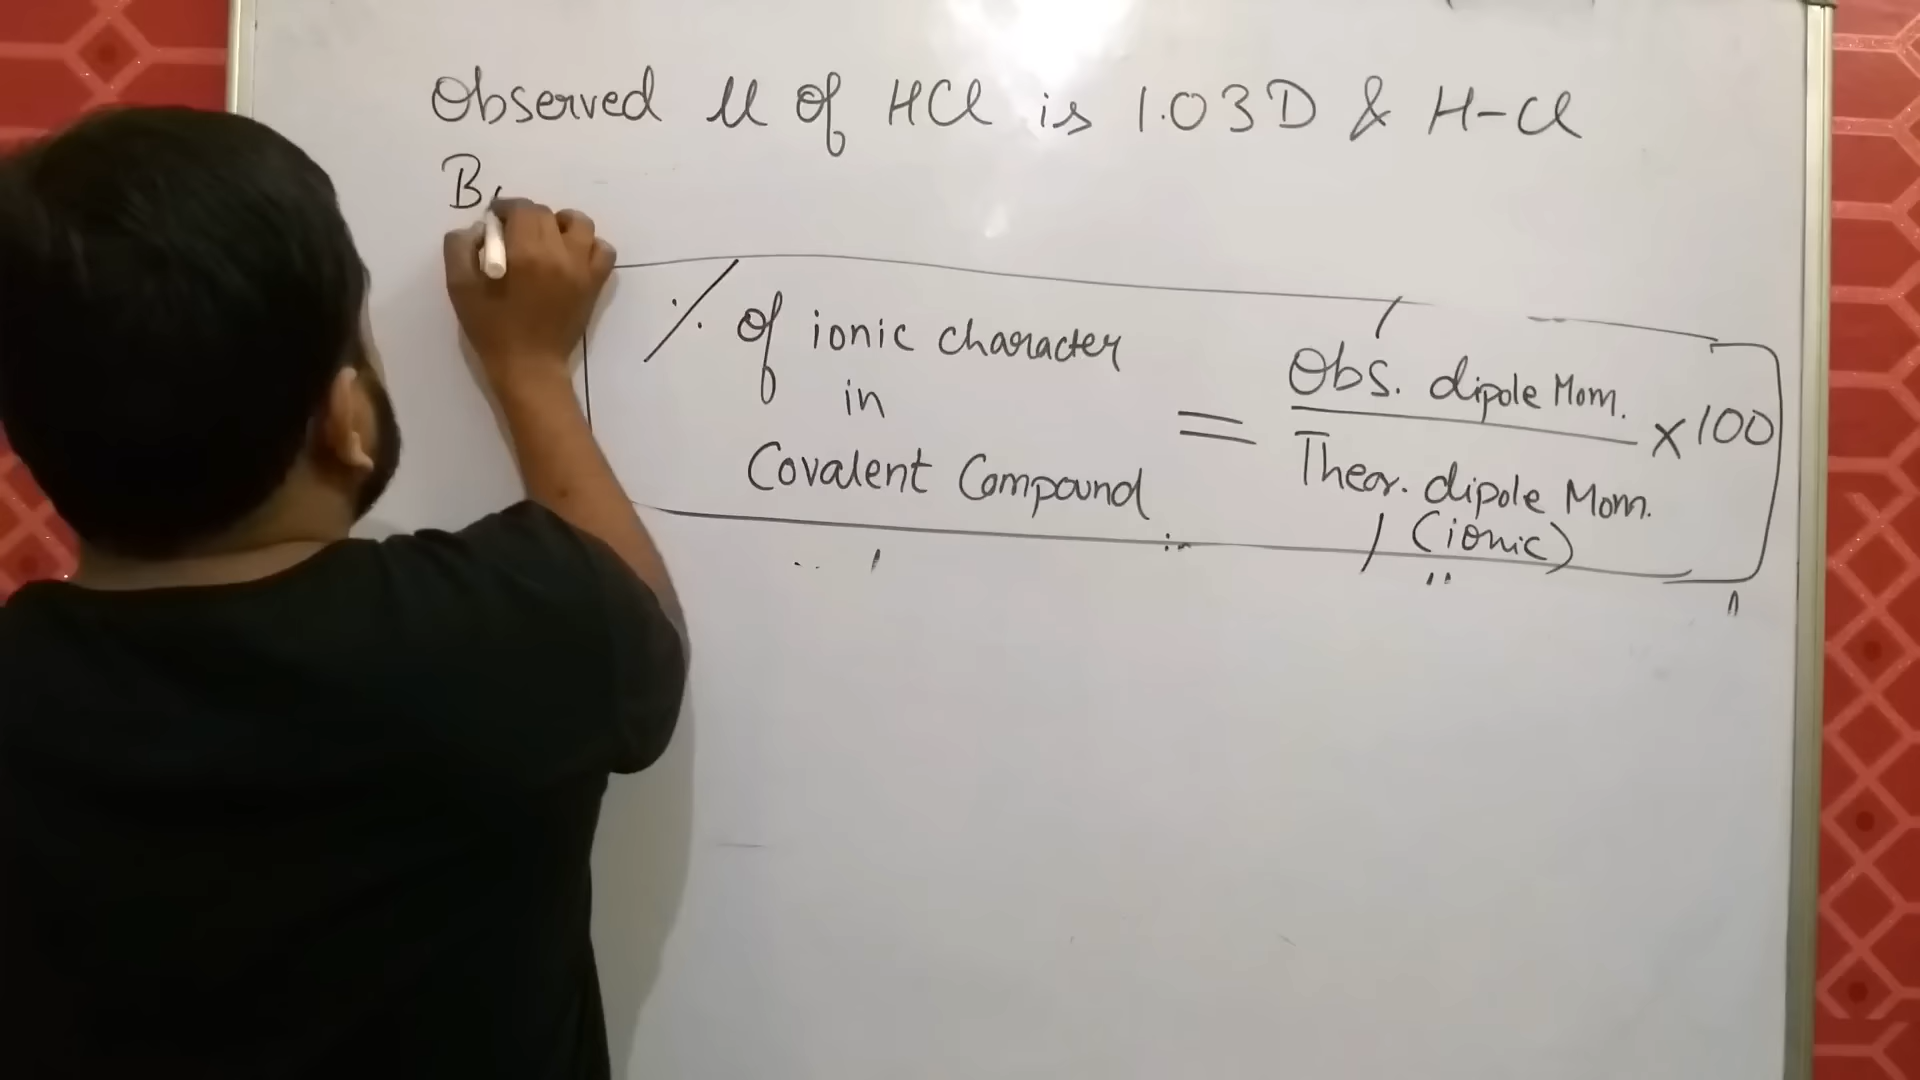 Observed μ of HCl is 1.03D & H-Cl
B
% of ionic character
in
Covalent Compound
=
Obs. dipole Mom.
Theor. dipole Mom.
(ionic)
×100